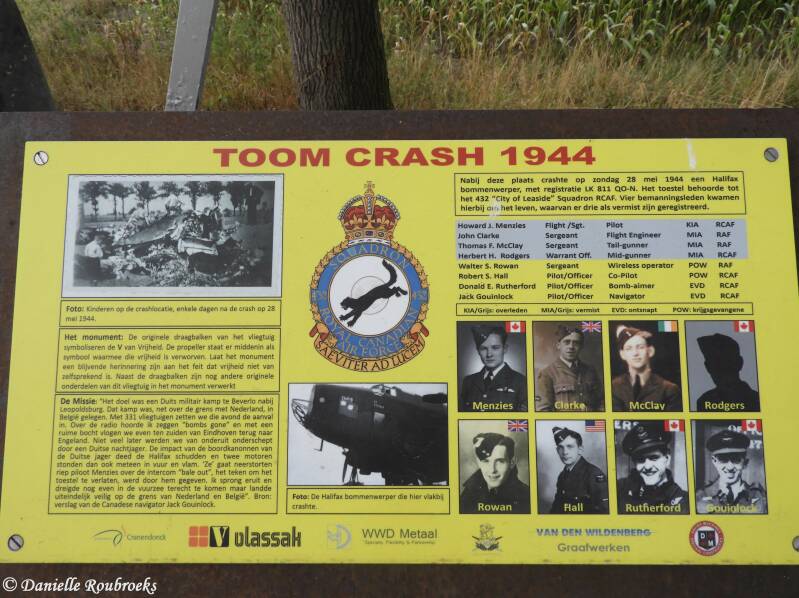 TOOM CRASH 1944
Nabij deze plaats crashte op zondag 28 mei 1944 een Halifax
bommenwerper, met registratie LK 811 QO-N. Het toestel behoorde tot
het 432 "City of Leaside" Squadron RCAF. Vier bemanningsleden kwamen
hierbij om het leven, waarvan er drie als vermist zijn geregistreerd.
Howard J. Menzies Flight /Sgt. Pilot KIA RCAF
John Clarke Sergeant Flight Engineer MIA RAF
Thomas F. McClay Sergeant Tail-gunner MIA RAF
Herbert H. Rodgers Warrant Off. Mid-gunner MIA RCAF
Walter S. Rowan Sergeant Wireless operator POW RAF
Robert S. Hall Pilot/Officer Co-Pilot POW RCAF
Donald E. Rutherford Pilot/Officer Bomb-aimer EVD RCAF
Jack Gouinlock Pilot/Officer Navigator EVD RCAF
KIA/Grijs: overleden MIA/Grijs: vermist EVD: ontsnapt POW: krijgsgevangene
Menzies
Clarke
McClay
Rodgers
Rowan
Hall
Rutherford
Gouinlock
SQUADRON
432
432
ROYAL CANADIAN
AIR FORCE
SAEVITER AD LUCEM
Foto: Kinderen op de crashlocatie, enkele dagen na de crash op 28
mei 1944.
Het monument: De originele draagbalken van het vliegtuig
symboliseren de V van Vrijheid. De propeller staat er middenin als
symbool waarmee die vrijheid is verworven. Laat het monument
een blijvende herinnering zijn aan het feit dat vrijheid niet
vanzelfsprekend is. Naast de draagbalken zijn nog andere originele
onderdelen van dit vliegtuig in het monument verwerkt
De Missie: "Het doel was een Duits militair kamp te Beverlo nabij
Leopoldsburg. Dat kamp was, net over de grens met Nederland, in
België gelegen. Met 331 vliegtuigen zetten we die avond de aanval
in. Over de radio hoorde ik zeggen "bombs gone" en met een
ruime bocht vlogen we even ten zuiden van Eindhoven terug naar
Engeland. Niet veel later werden we van onderuit onderschept
door een Duitse nachtjager. De impact van de boordkanonnen van
de Duitse jager deed de Halifax schudden en twee motoren
stonden dan ook meteen in vuur en vlam. 'Ze' gaat neerstorten
riep piloot Menzies over de intercom "bale out", het teken om het
toestel te verlaten, werd door hem gegeven. Ik sprong eruit en
dreigde nog even in de vuurzee terecht te komen maar landde
uiteindelijk veilig op de grens van Nederland en België". Bron:
verslag van de Canadese navigator Jack Gouinlock.
Foto: De Halifax bommenwerper die hier vlakbij
crashte.
Cranendonck
V vlassak
WWD Metaal
Specialty, Flexibility & Partnership
VAN DEN WILDENBERG
Graafwerken
© Danielle Roubroeks